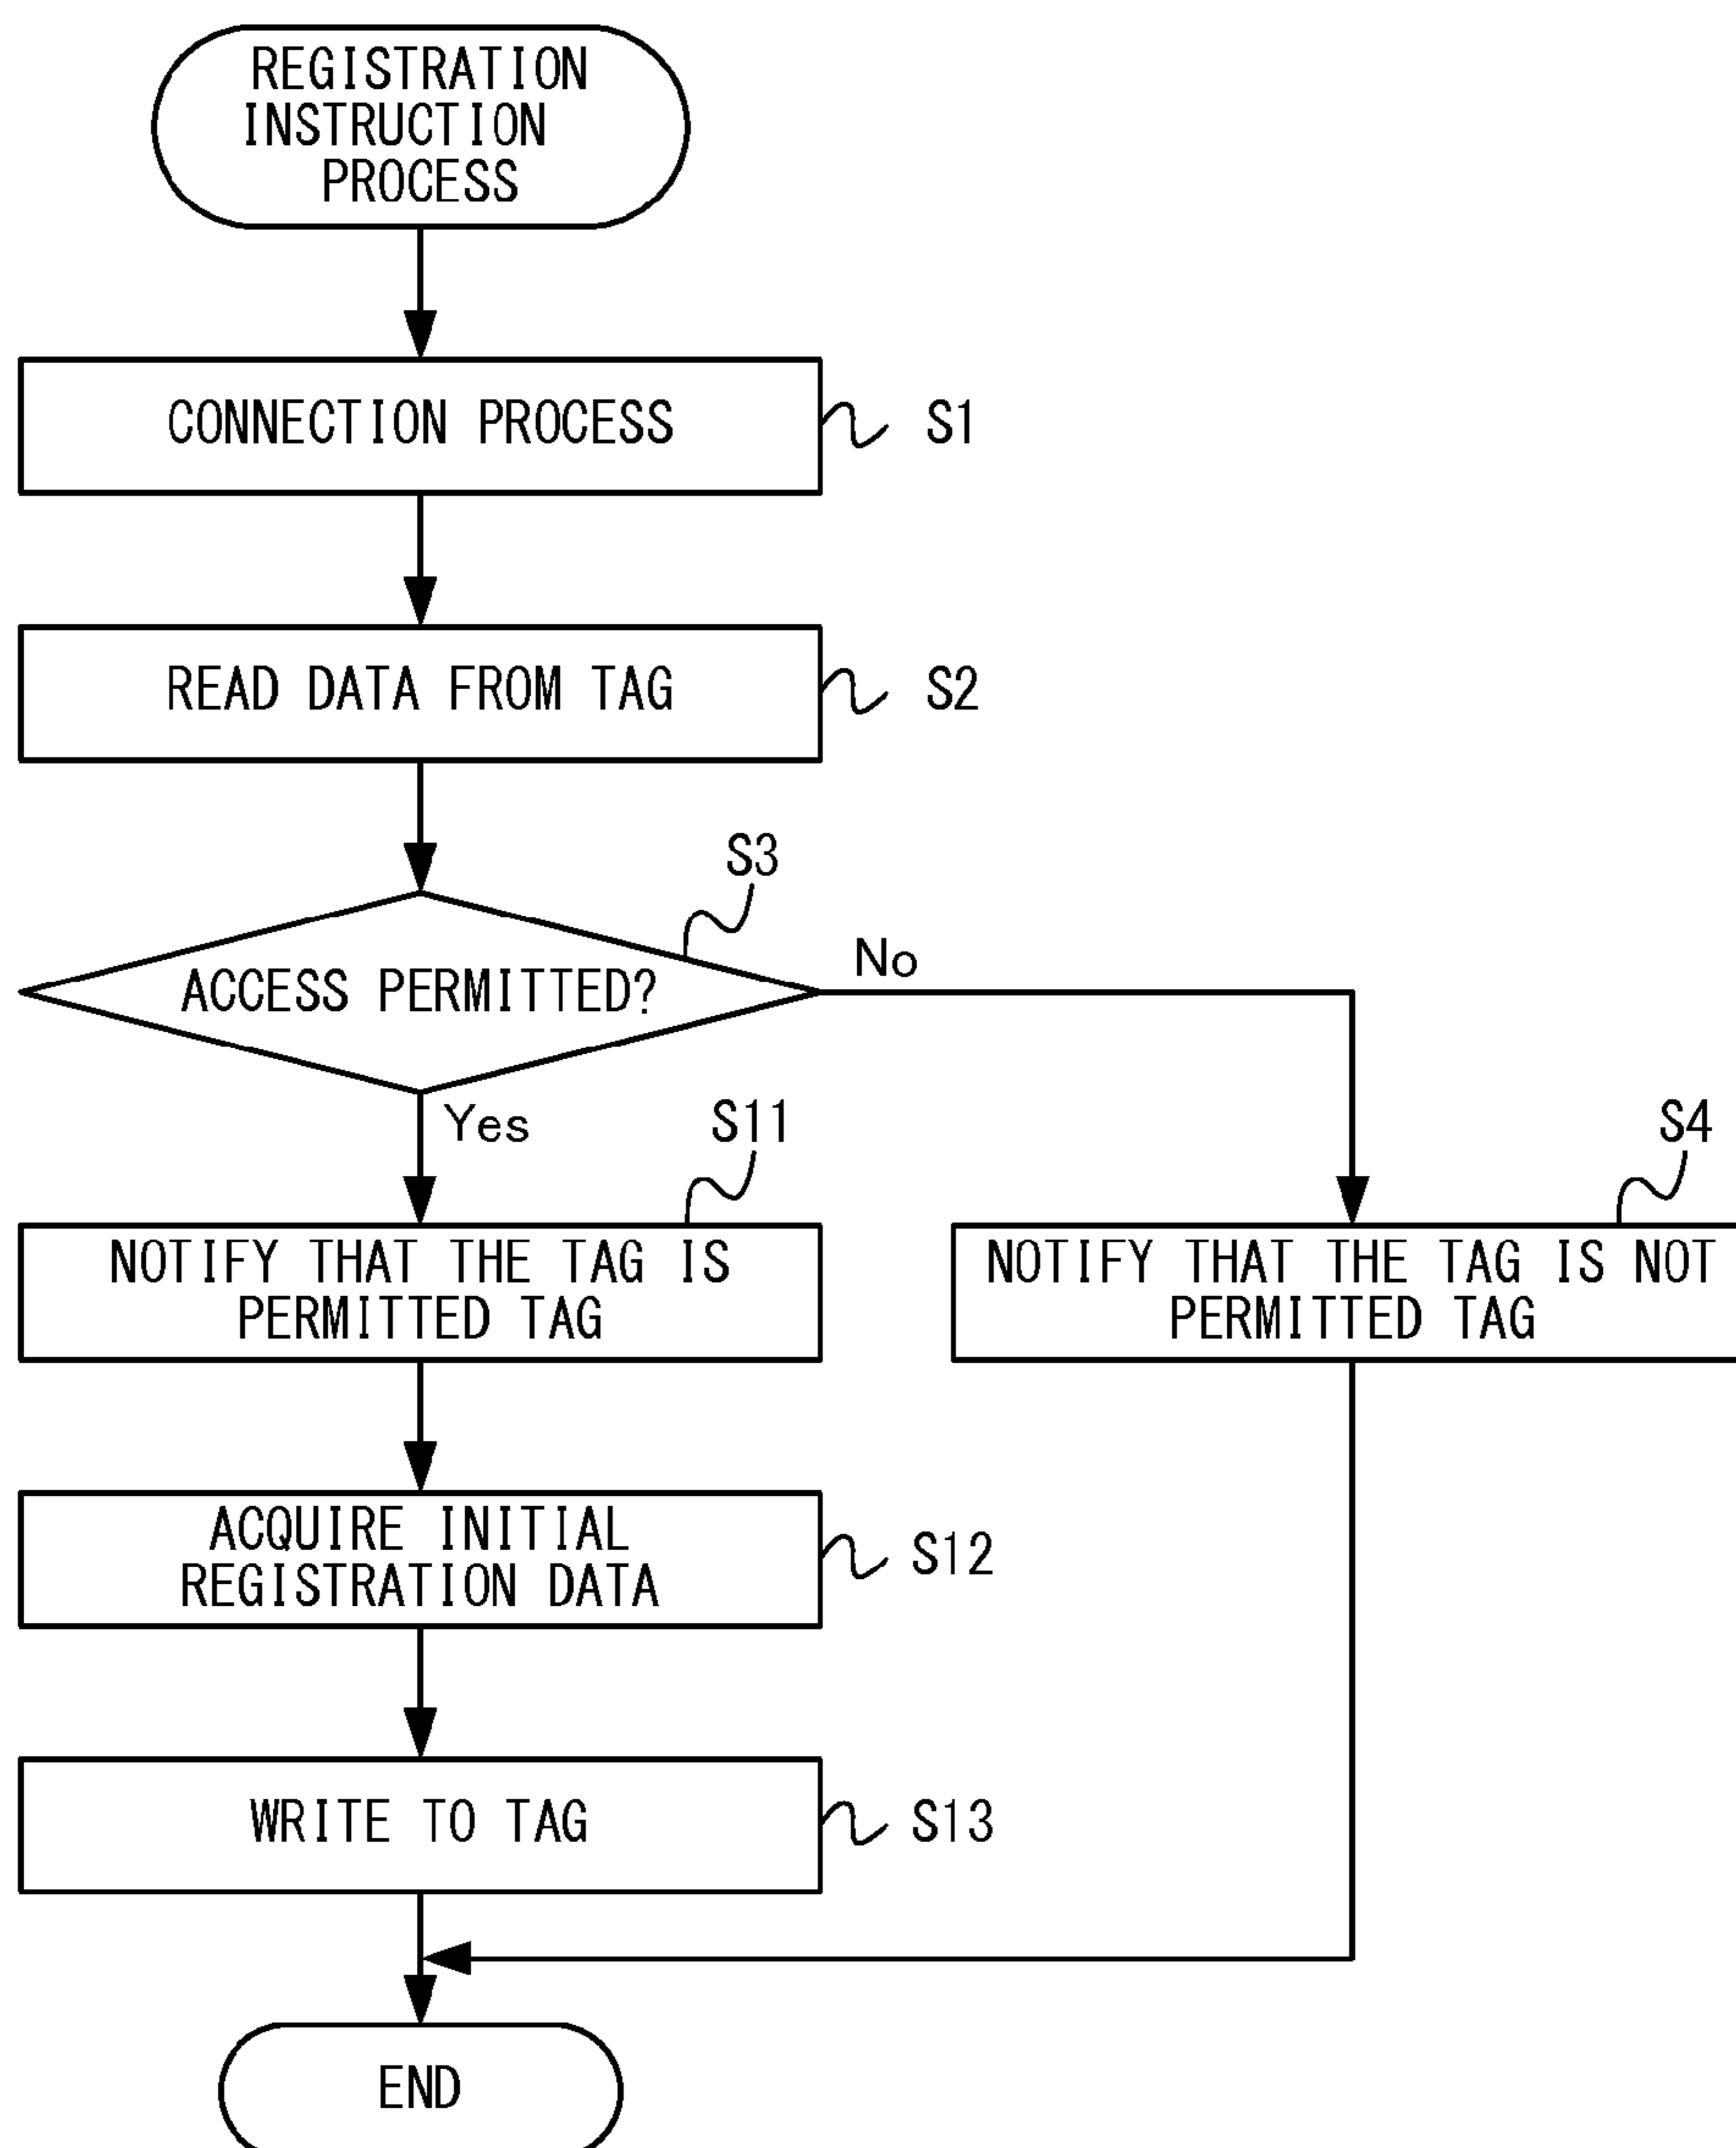 REGISTRATION
INSTRUCTION
PROCESS
CONNECTION PROCESS
S1
READ DATA FROM TAG
S2
S3
ACCESS PERMITTED?
No
Yes
S11
S4
NOTIFY THAT THE TAG IS
PERMITTED TAG
NOTIFY THAT THE TAG IS NOT
PERMITTED TAG
ACQUIRE INITIAL
REGISTRATION DATA
S12
WRITE TO TAG
S13
END